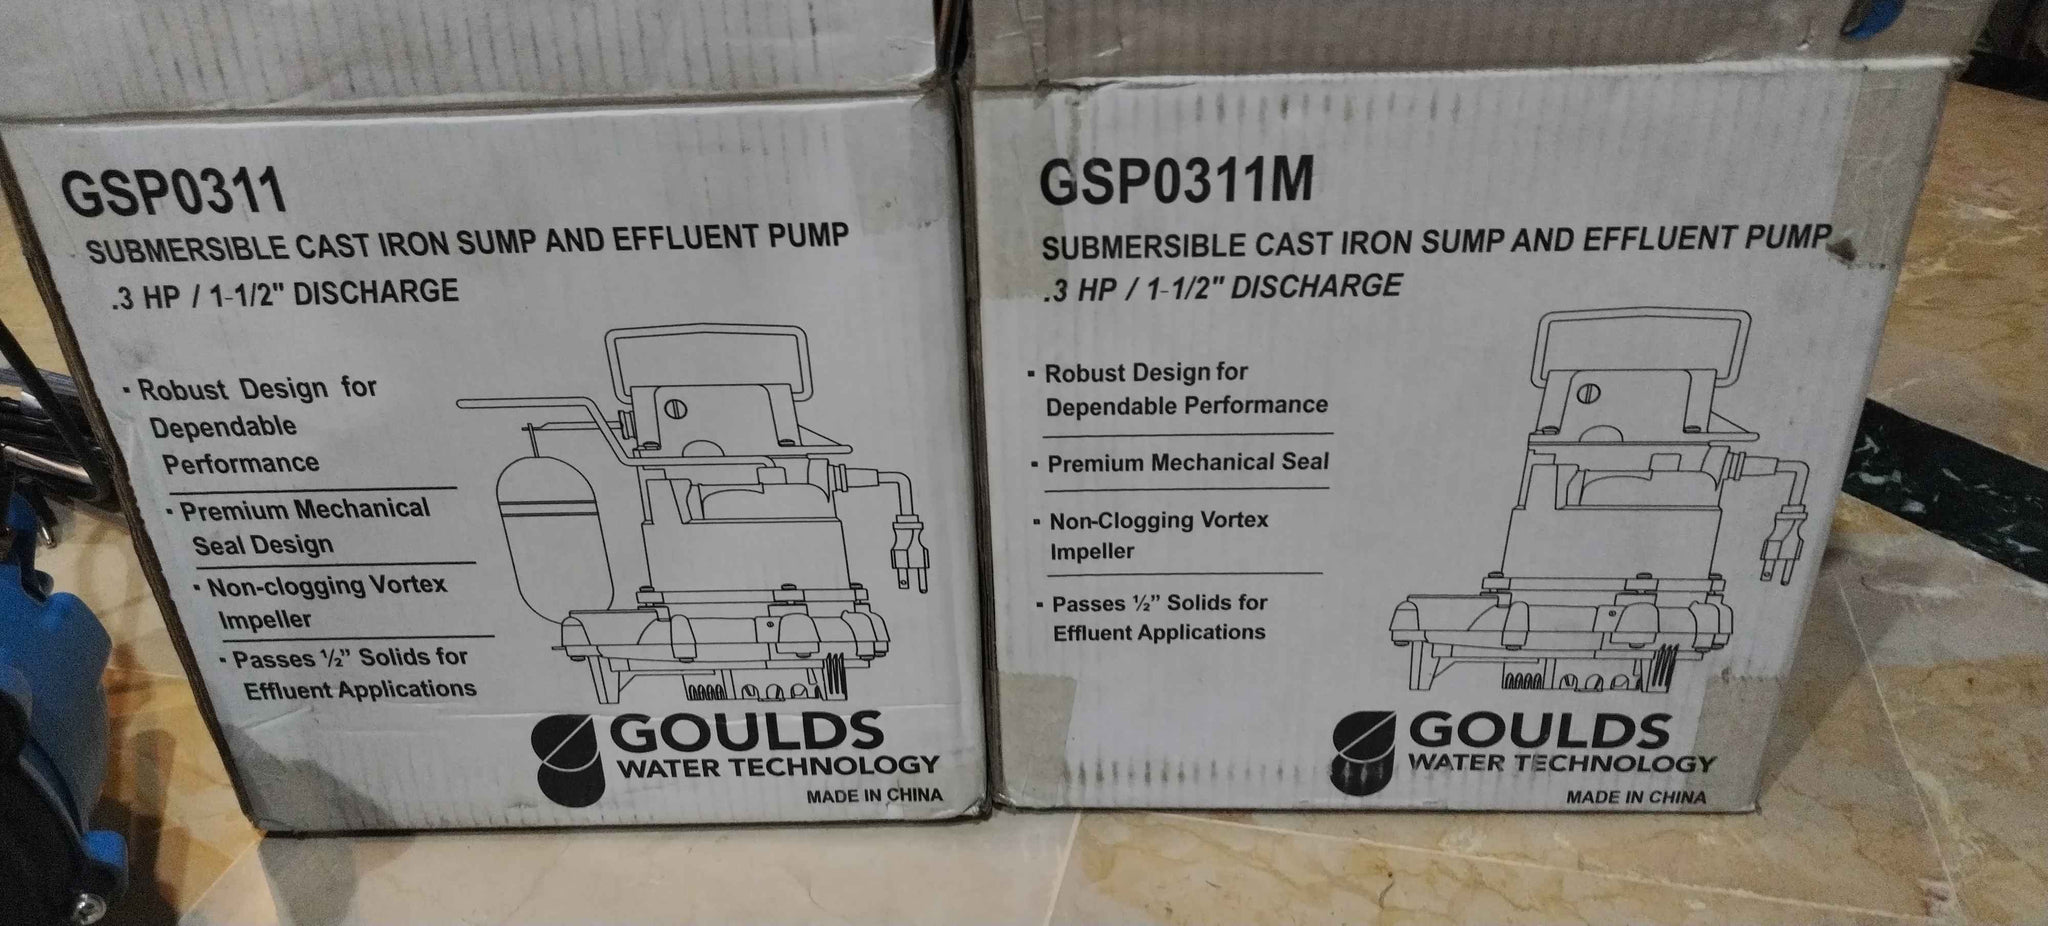 GSP0311
SUBMERSIBLE CAST IRON SUMP AND EFFLUENT PUMP
.3 HP / 1-1/2" DISCHARGE
▪ Robust Design for
Dependable
Performance
▪ Premium Mechanical
Seal Design
▪ Non-clogging Vortex
Impeller
▪ Passes ½” Solids for
Effluent Applications
GOULDS
WATER TECHNOLOGY
MADE IN CHINA
GSP0311M
SUBMERSIBLE CAST IRON SUMP AND EFFLUENT PUMP
.3 HP / 1-1/2" DISCHARGE
▪ Robust Design for
Dependable Performance
▪ Premium Mechanical Seal
▪ Non-Clogging Vortex
Impeller
▪ Passes ½” Solids for
Effluent Applications
GOULDS
WATER TECHNOLOGY
MADE IN CHINA